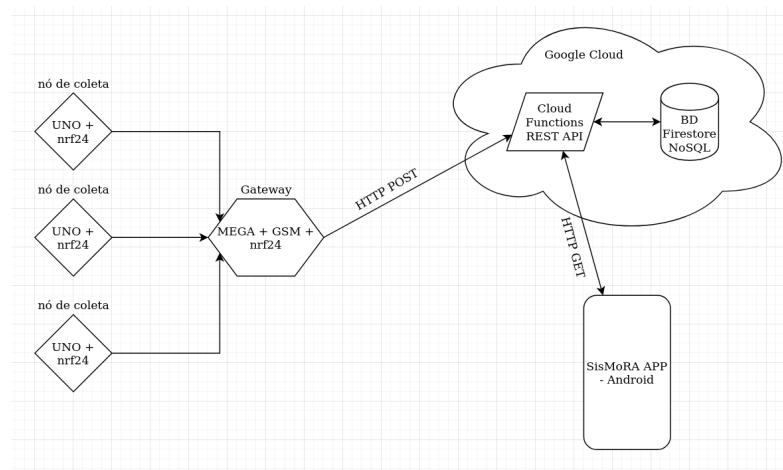 Google Cloud
nó de coleta
UNO +
nrf24
Cloud
Functions
REST API
BD
Firestore
NoSQL
nó de coleta
UNO +
nrf24
Gateway
MEGA + GSM +
nrf24
HTTP POST
HTTP GET
nó de coleta
UNO +
nrf24
SisMoRA APP
- Android